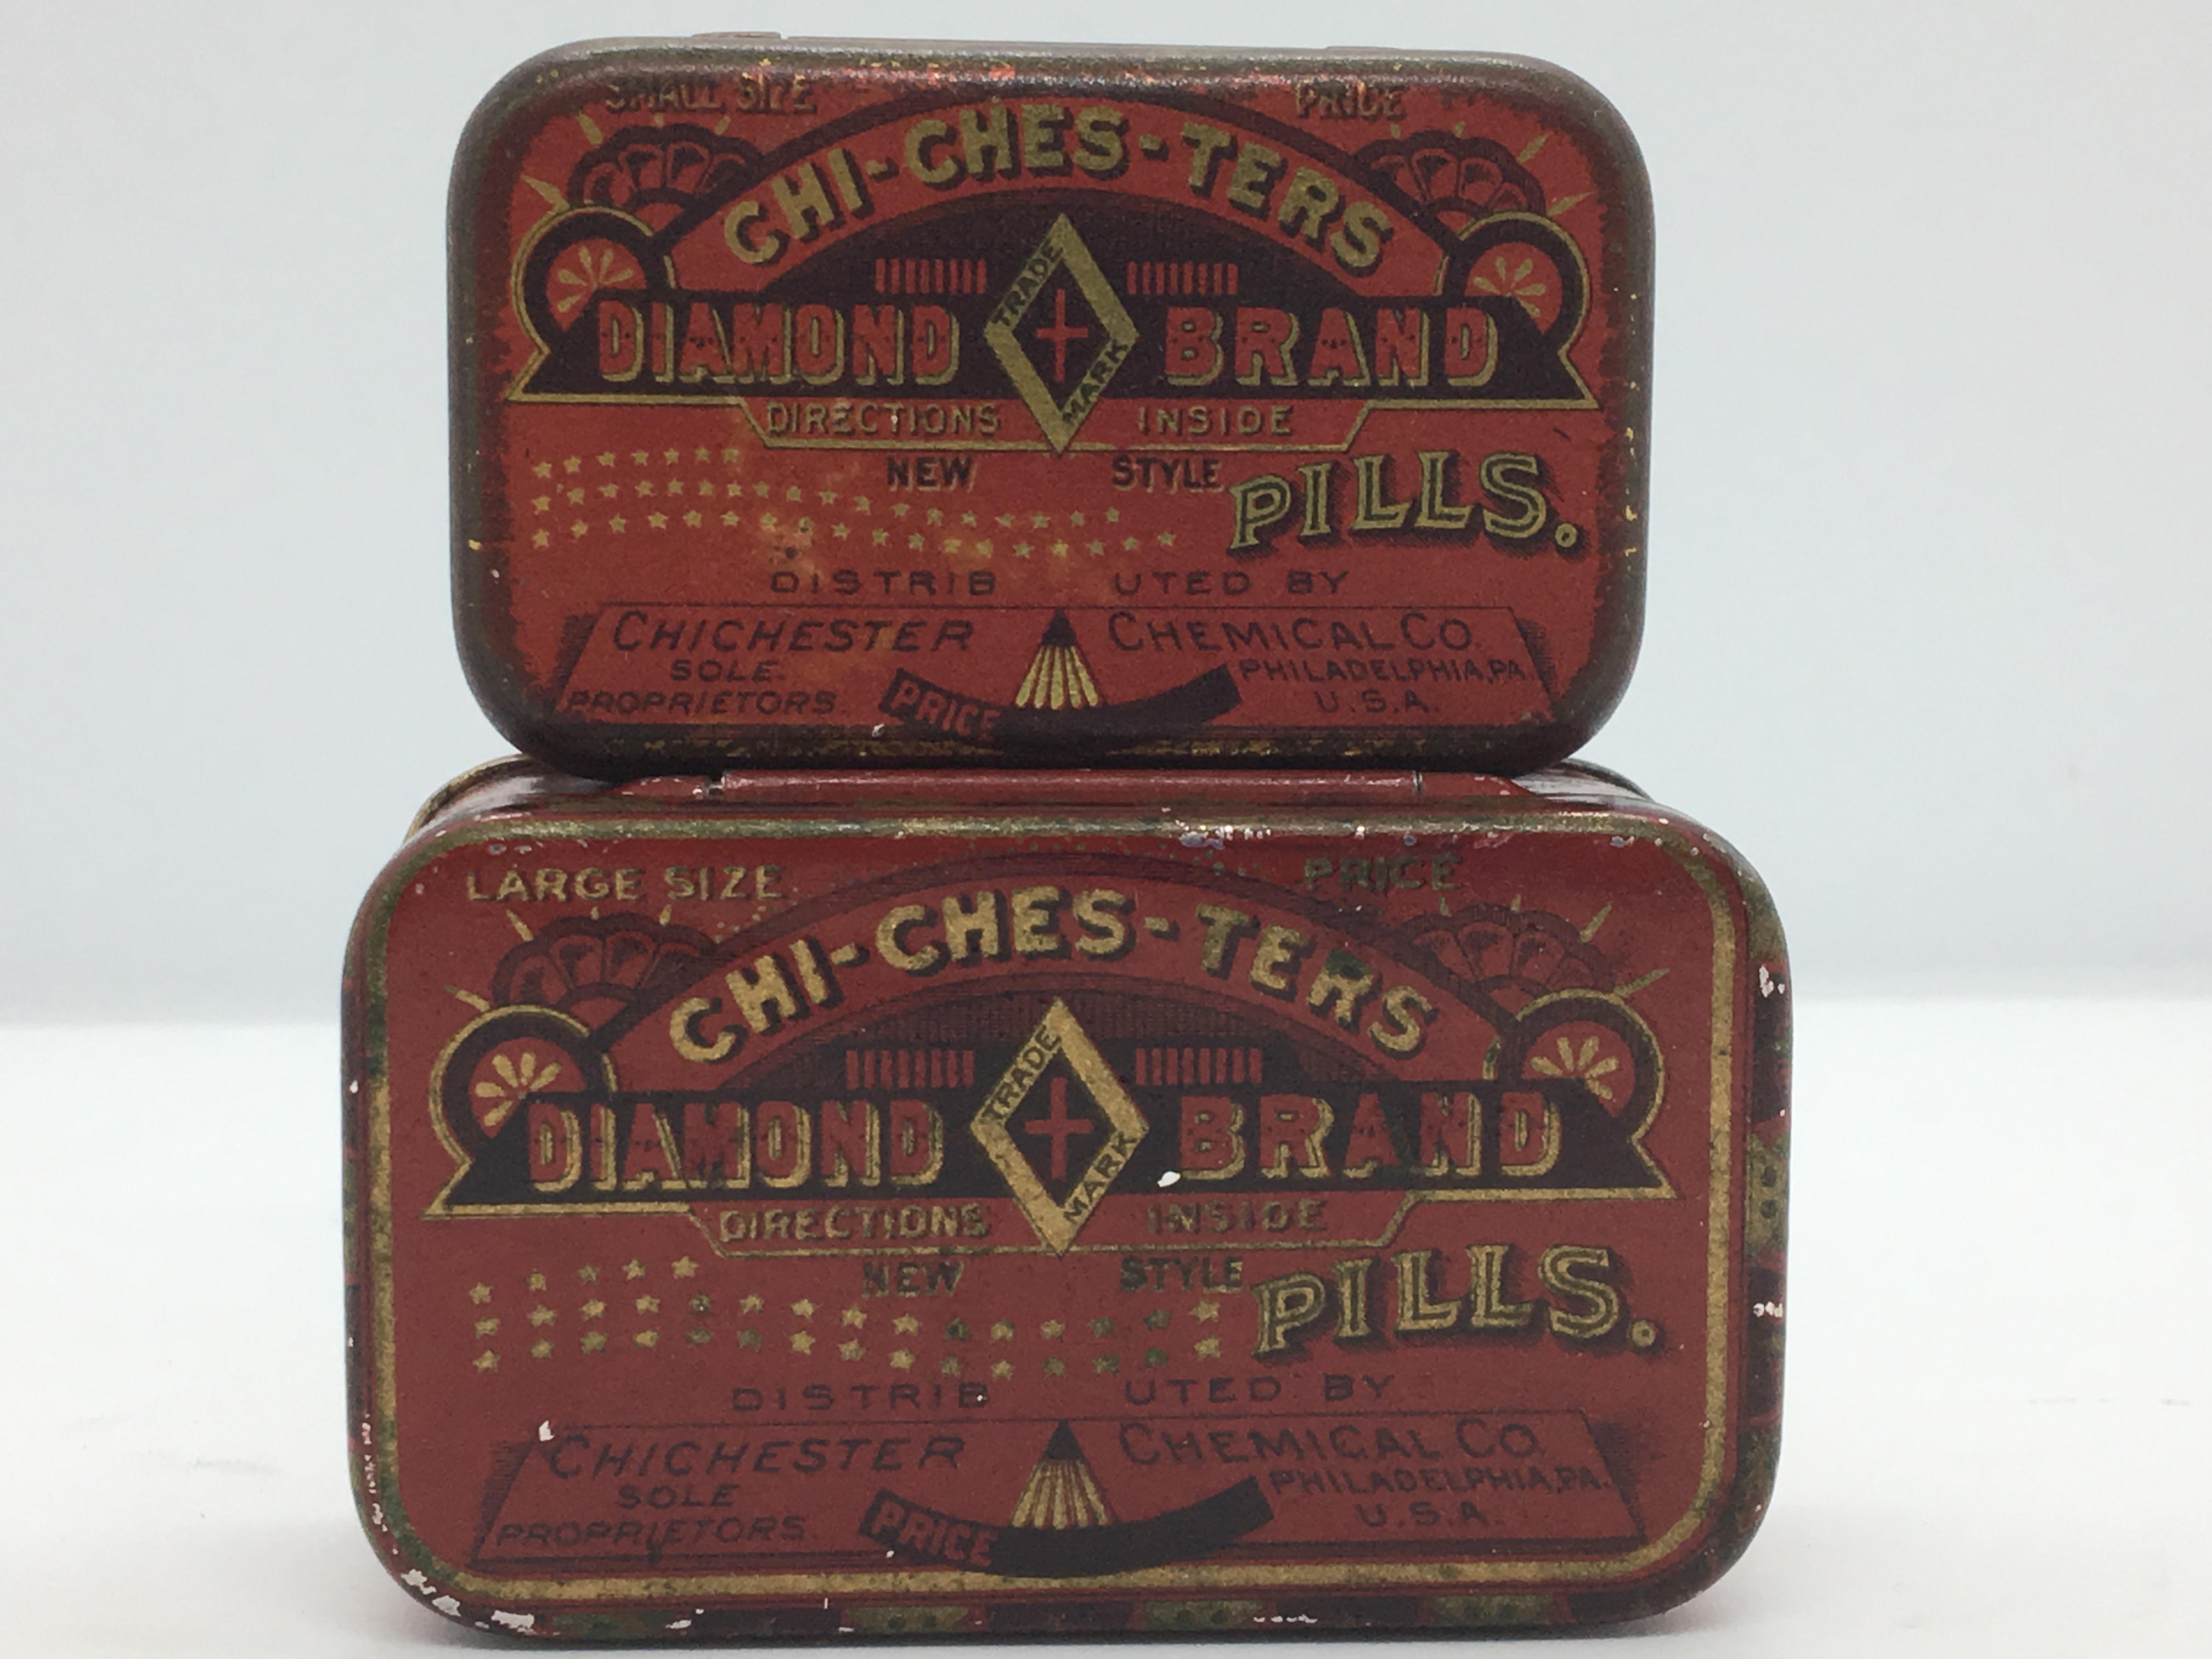 SMALL SIZE PRICE
CHI-CHES-TERS
DIAMOND TRADE MARK BRAND
DIRECTIONS INSIDE
NEW STYLE PILLS.
DISTRIB UTED BY
CHICHESTER CHEMICAL CO.
SOLE PHILADELPHIA, PA.
PROPRIETORS U.S.A.
PRICE
LARGE SIZE PRICE
CHI-CHES-TERS
DIAMOND TRADE MARK BRAND
DIRECTIONS INSIDE
NEW STYLE PILLS.
DISTRIB UTED BY
CHICHESTER CHEMICAL CO.
SOLE PHILADELPHIA, PA.
PROPRIETORS U.S.A.
PRICE